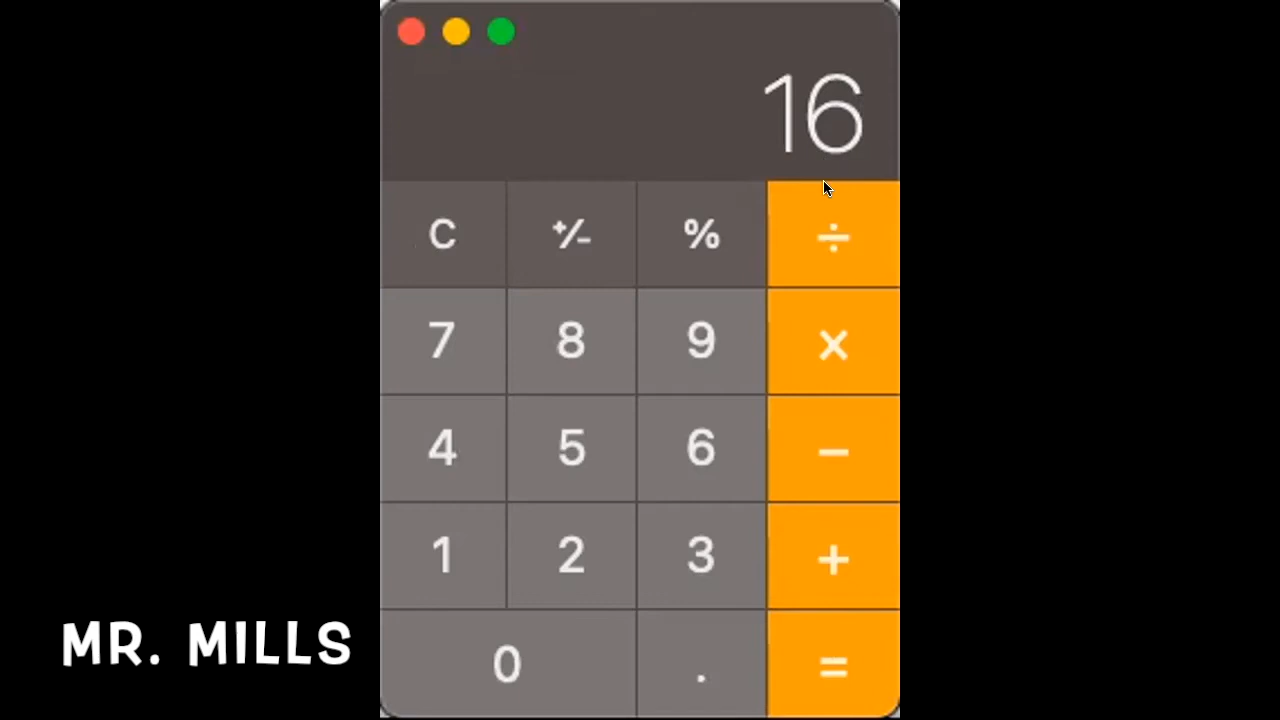 16
C ⁺∕₋ % ÷
7 8 9 ×
4 5 6 −
1 2 3 +
0 . =
MR. MILLS